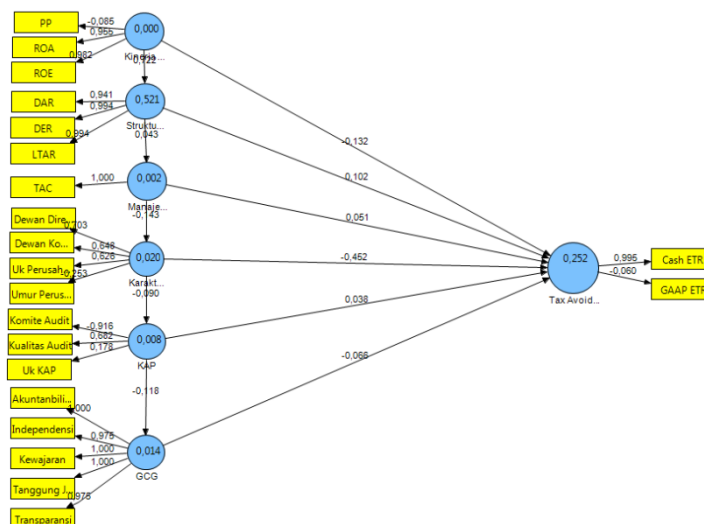 PP
-0,085
0,000
ROA
0,955
ROE
0,982
Kinerja ...
0,722
DAR
0,941
0,521
DER
0,994
LTAR
0,994
Struktu...
0,043
-0,132
0,102
TAC
1,000
0,002
Manaje...
-0,143
0,051
Dewan Dire...
0,703
Dewan Ko...
0,648
0,020
Uk Perusah...
0,626
Umur Perus...
-0,253
Karakt...
-0,090
-0,452
0,252
Tax Avoid...
0,995
Cash ETR
-0,060
GAAP ETR
Komite Audit
-0,916
Kualitas Audit
0,682
0,008
Uk KAP
0,178
KAP
-0,118
0,038
-0,066
Akuntanbili...
1,000
Independensi
0,975
0,014
Kewajaran
1,000
Tanggung J...
1,000
GCG
Transparansi
0,975